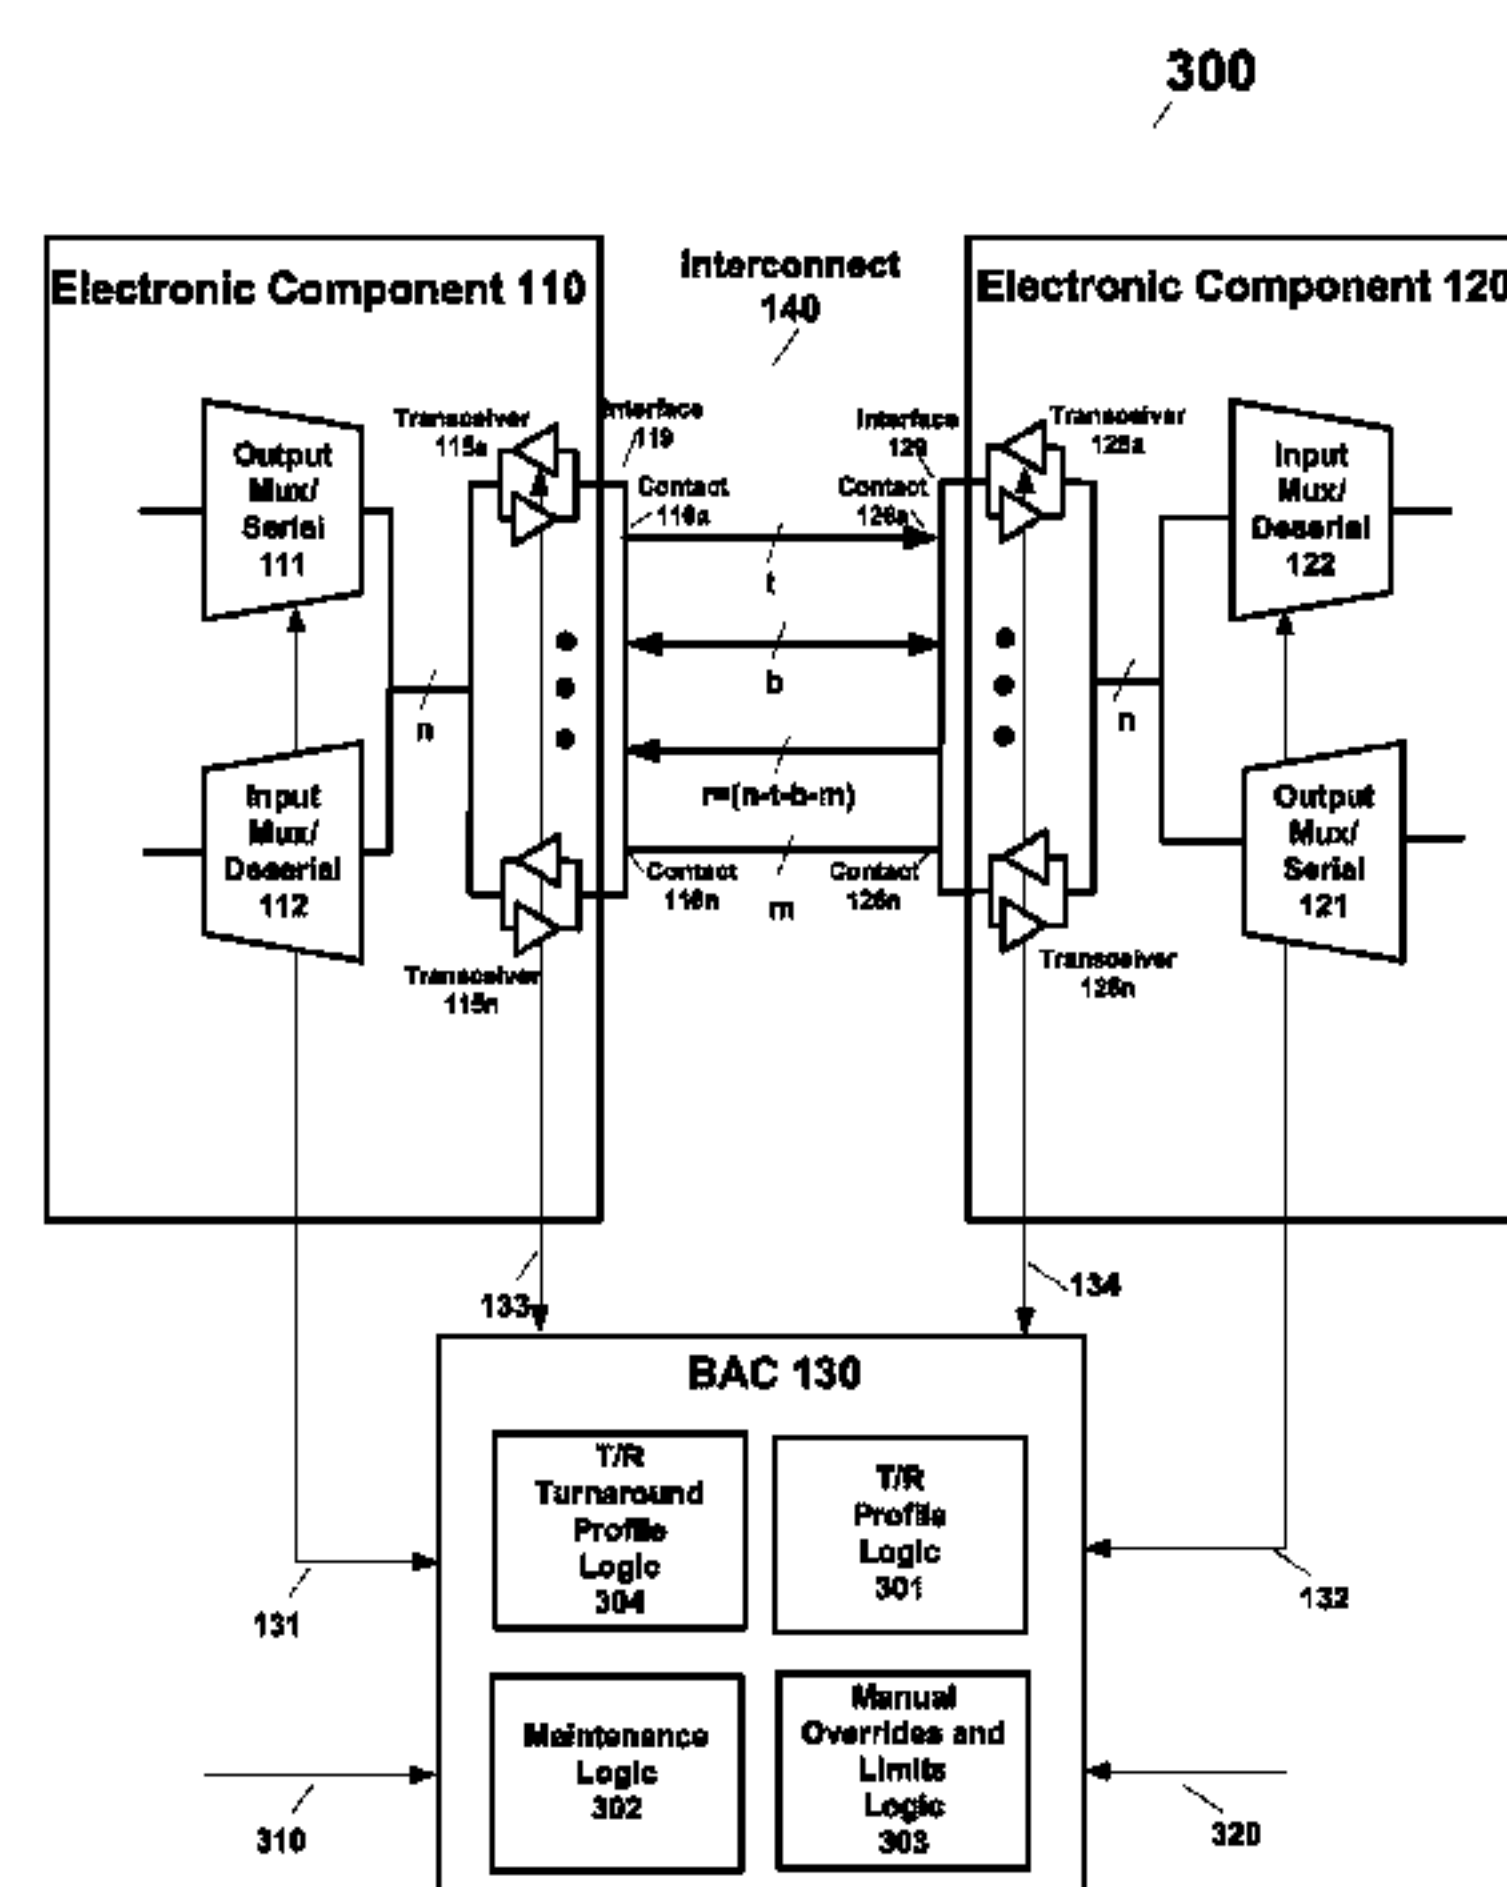 300
Electronic Component 110
Interconnect
140
Electronic Component 120
Transceiver
115a
Interface
119
Interface
129
Transceiver
125a
Output
Mux/
Serial
111
Contact
116a
Contact
126a
Input
Mux/
Deserial
122
t
b
n
n
r=(n-t-b-m)
Input
Mux/
Deserial
112
Output
Mux/
Serial
121
Contact
116n
m
Contact
126n
Transceiver
115n
Transceiver
125n
133
134
BAC 130
T/R
Turnaround
Profile
Logic
304
T/R
Profile
Logic
301
131
132
Maintenance
Logic
302
Manual
Overrides and
Limits
Logic
303
310
320